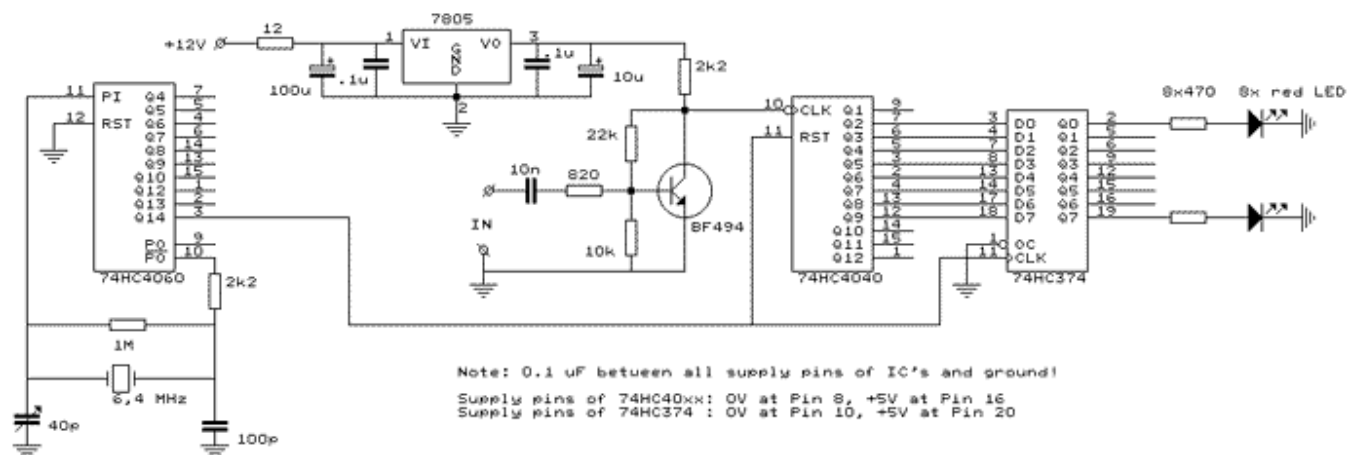 7805
12
+12V
1
VI
GND
VO
3
100u
.1u
2
.1u
10u
2k2
11
PI
12
RST
Q4
7
Q5
5
Q6
4
Q7
6
Q8
14
Q9
13
Q10
15
Q12
1
Q13
2
Q14
3
PO
9
PO
10
74HC4060
2k2
1M
6,4 MHz
40p
100p
22k
10n
820
IN
10k
BF494
10
CLK
11
RST
Q1
9
Q2
7
Q3
6
Q4
5
Q5
3
Q6
2
Q7
4
Q8
13
Q9
12
Q10
14
Q11
15
Q12
1
74HC4040
3
D0
4
D1
7
D2
8
D3
13
D4
14
D5
17
D6
18
D7
1
OC
11
CLK
Q0
2
Q1
5
Q2
6
Q3
9
Q4
12
Q5
15
Q6
16
Q7
19
74HC374
8x470
8x red LED
Note: 0.1 uF between all supply pins of IC's and ground!
Supply pins of 74HC40xx: 0V at Pin 8, +5V at Pin 16
Supply pins of 74HC374 : 0V at Pin 10, +5V at Pin 20